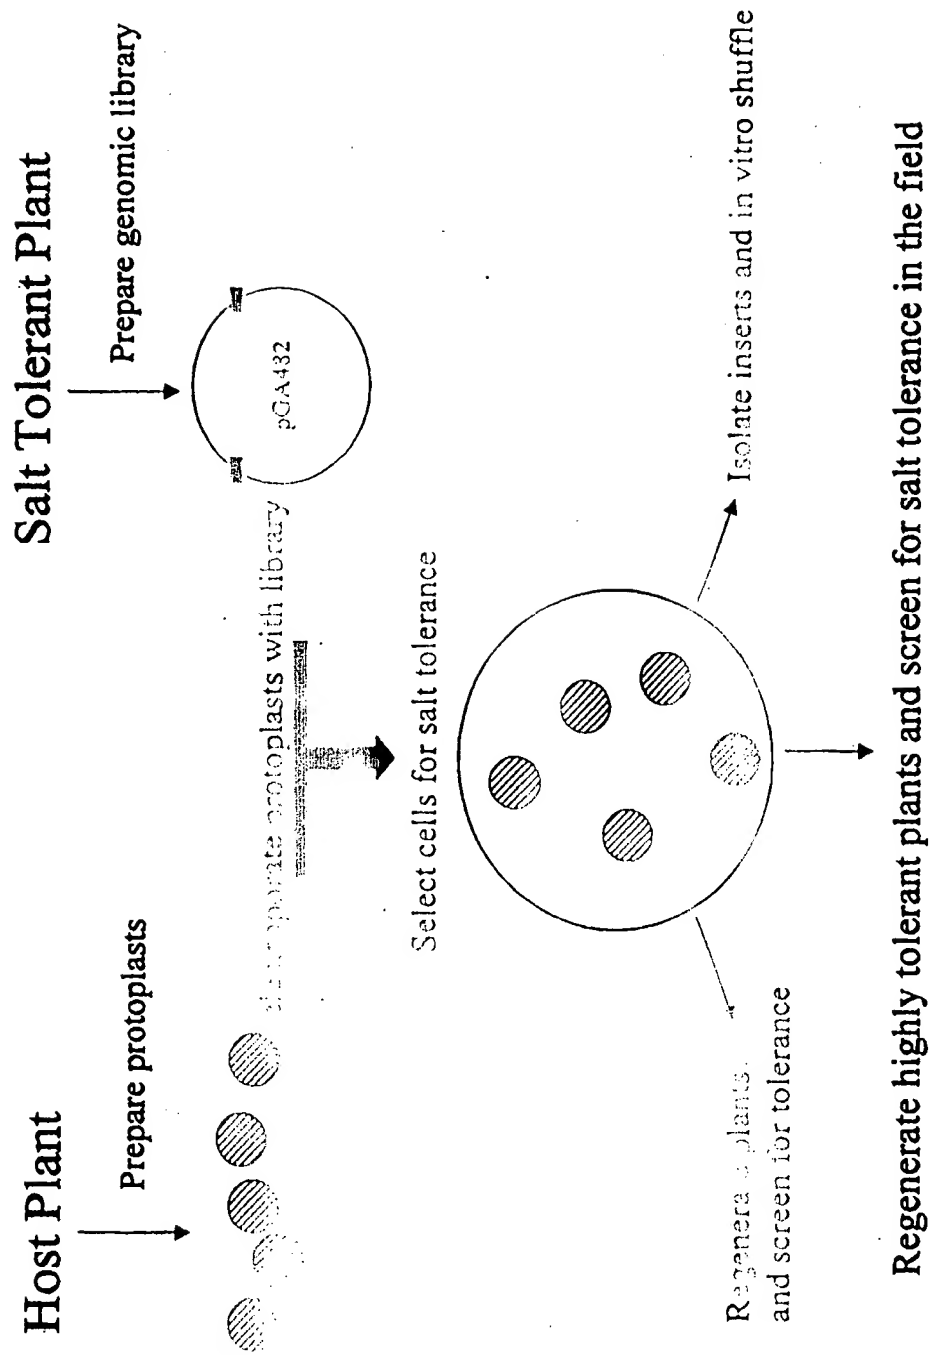 Host Plant
Salt Tolerant Plant
Prepare protoplasts
Prepare genomic library
pGA482
protoplasts with library
Select cells for salt tolerance
plants
and screen for tolerance
Isolate inserts and in vitro shuffle
Regenerate highly tolerant plants and screen for salt tolerance in the field